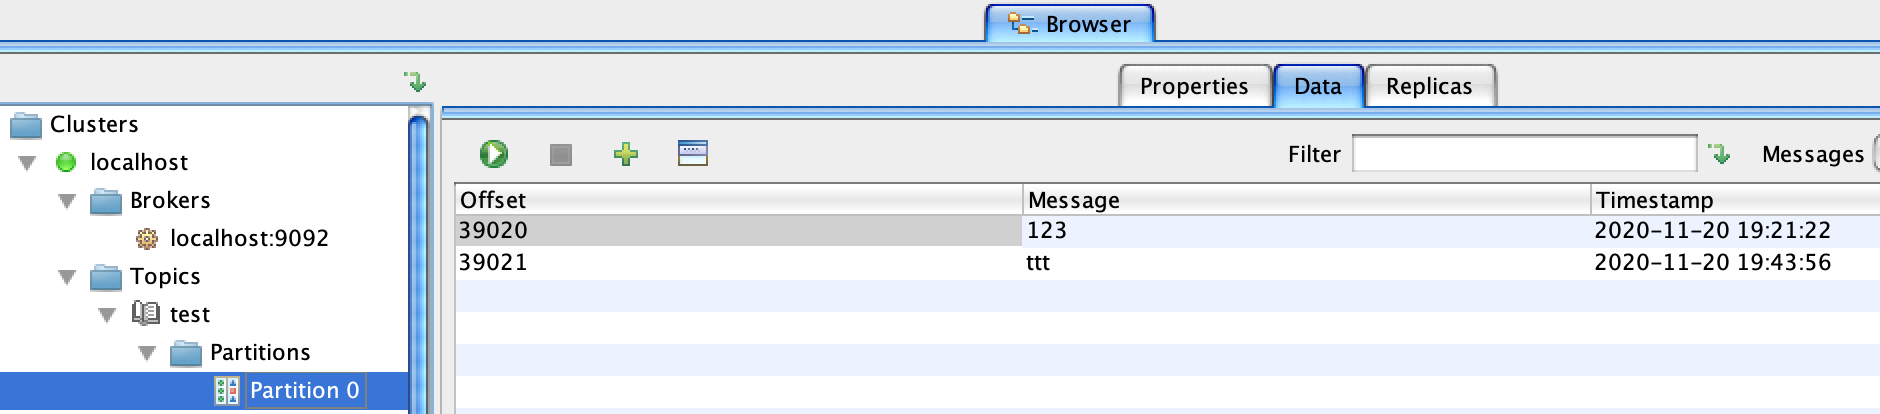 Browser
Properties Data Replicas
Clusters
localhost
Brokers
localhost:9092
Topics
test
Partitions
Partition 0
Filter Messages
Offset Message Timestamp
39020 123 2020-11-20 19:21:22
39021 ttt 2020-11-20 19:43:56